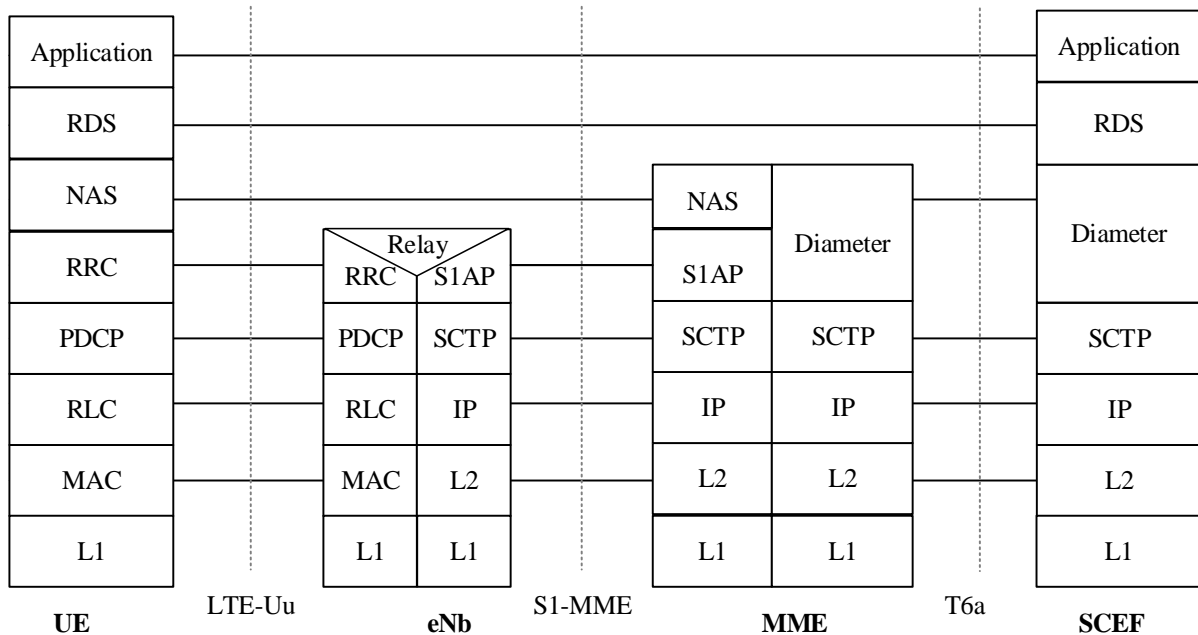 Application
Application
RDS
RDS
NAS
NAS
Diameter
Diameter
Relay
RRC
RRC
S1AP
S1AP
PDCP
PDCP
SCTP
SCTP
SCTP
SCTP
RLC
RLC
IP
IP
IP
IP
MAC
MAC
L2
L2
L2
L2
L1
L1
L1
L1
L1
L1
LTE-Uu
S1-MME
T6a
UE
eNb
MME
SCEF